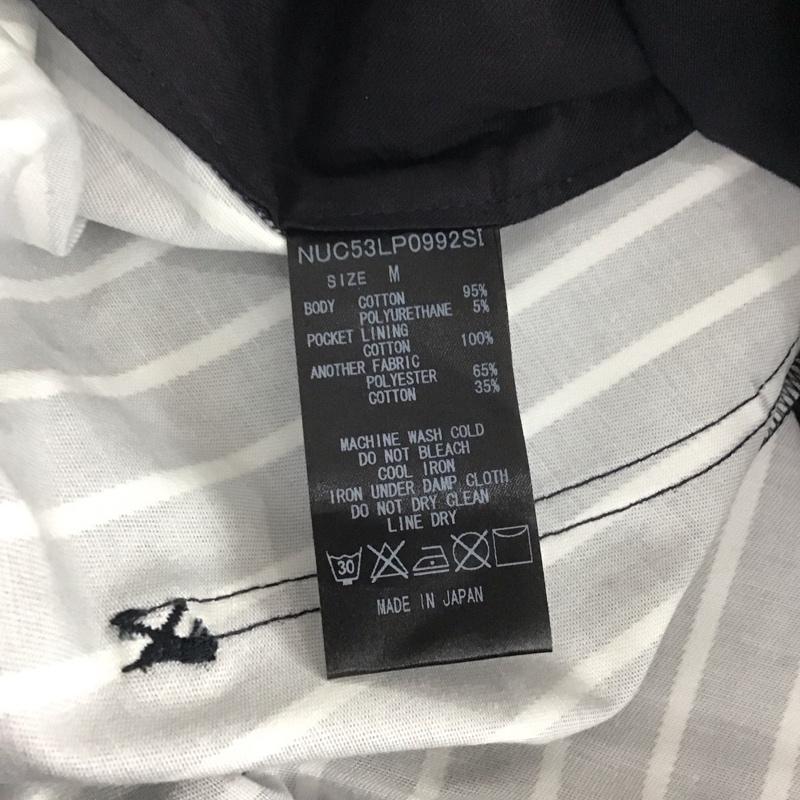 NUC53LP0992SI
SIZE M
BODY COTTON 95%
POLYURETHANE 5%
POCKET LINING
COTTON 100%
ANOTHER FABRIC
POLYESTER 65%
COTTON 35%
MACHINE WASH COLD
DO NOT BLEACH
COOL IRON
IRON UNDER DAMP CLOTH
DO NOT DRY CLEAN
LINE DRY
30
MADE IN JAPAN